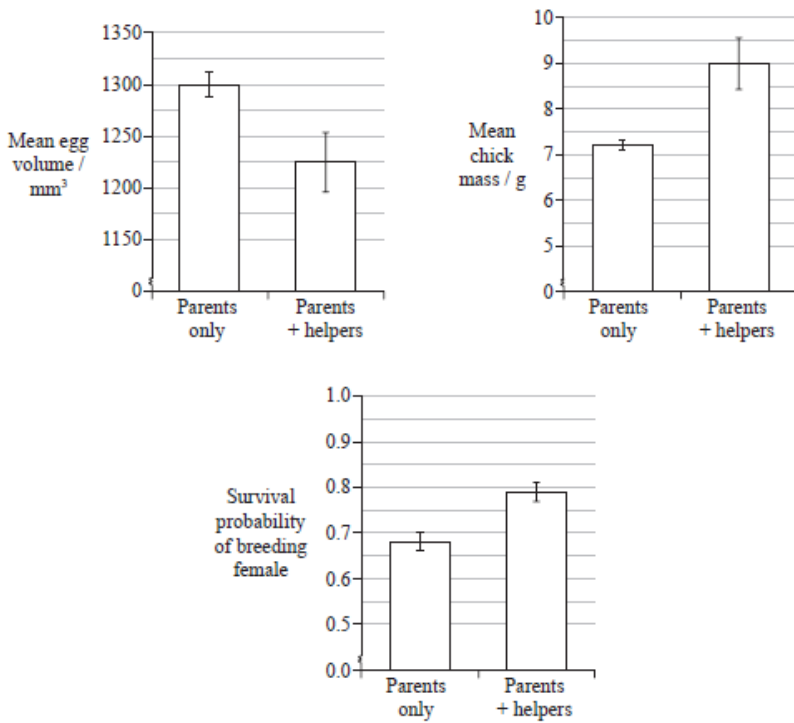 1350
1300
1250
1200
1150
0
Mean egg
volume /
mm³
Parents
only
Parents
+ helpers
10
9
8
7
6
5
0
Mean
chick
mass / g
Parents
only
Parents
+ helpers
1.0
0.9
0.8
0.7
0.6
0.5
0.0
Survival
probability
of breeding
female
Parents
only
Parents
+ helpers